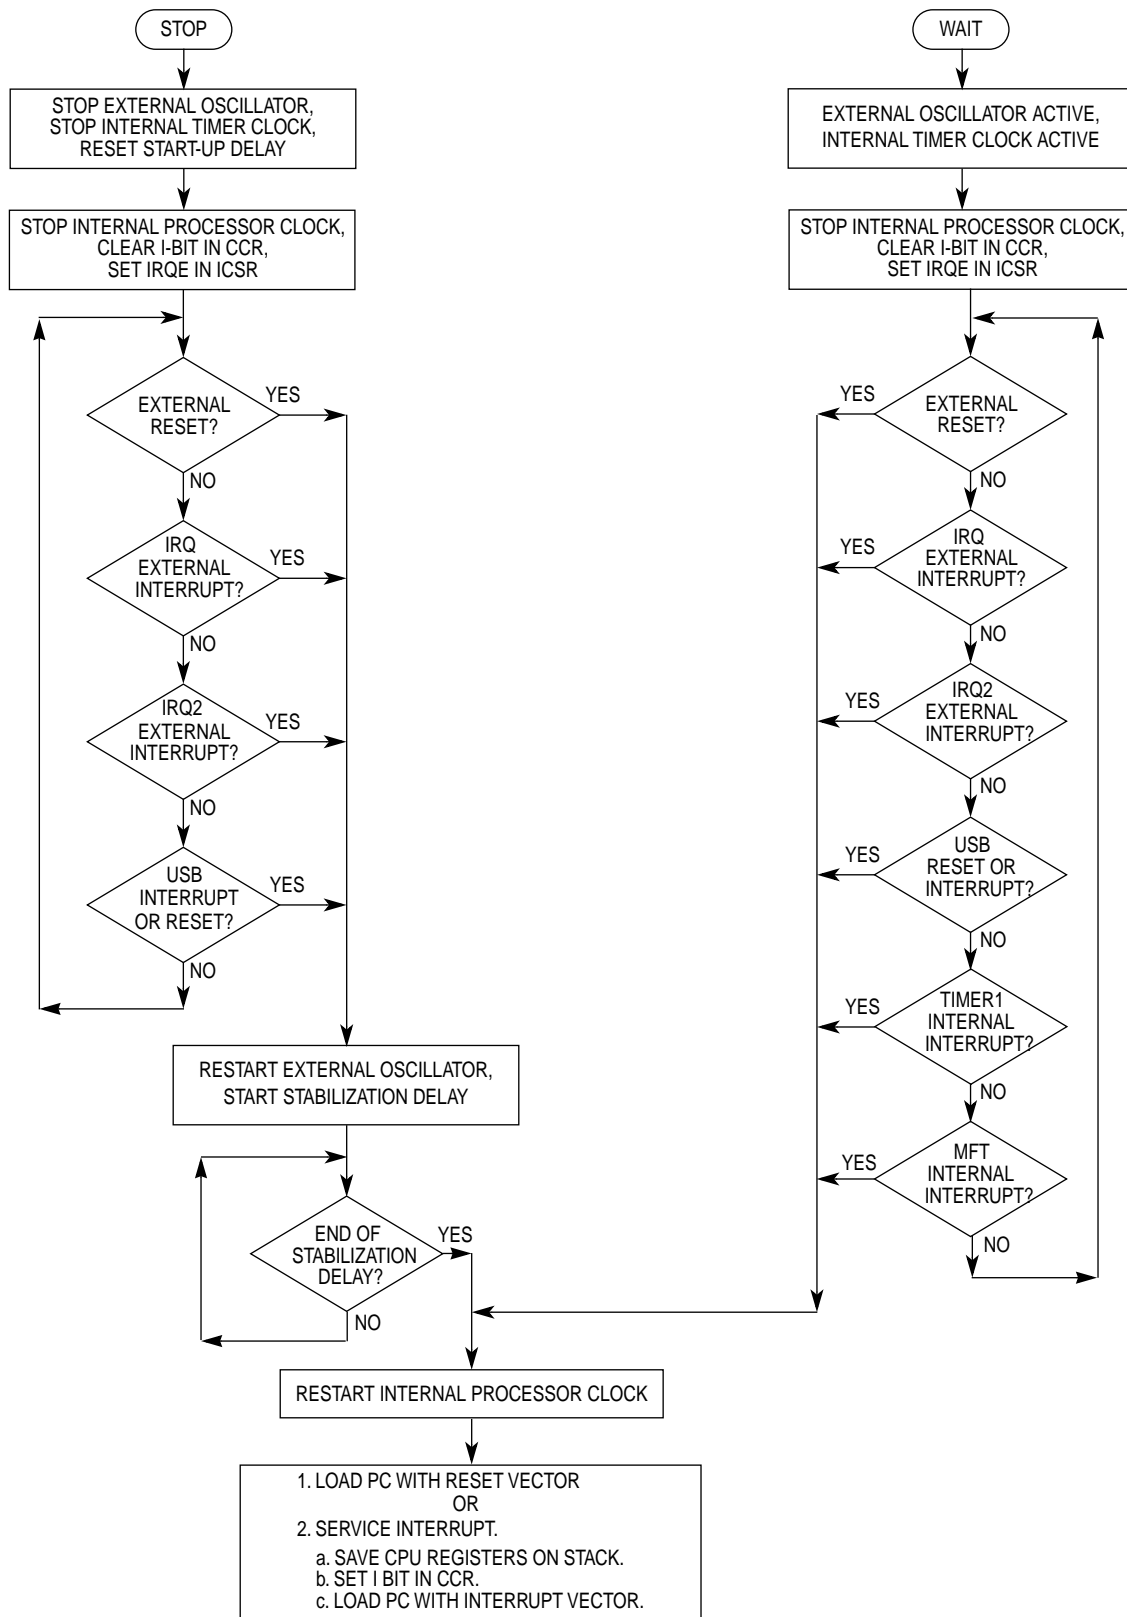 STOP
STOP EXTERNAL OSCILLATOR,
STOP INTERNAL TIMER CLOCK,
RESET START-UP DELAY
STOP INTERNAL PROCESSOR CLOCK,
CLEAR I-BIT IN CCR,
SET IRQE IN ICSR
EXTERNAL
RESET?
YES
NO
IRQ
EXTERNAL
INTERRUPT?
YES
NO
IRQ2
EXTERNAL
INTERRUPT?
YES
NO
USB
INTERRUPT
OR RESET?
YES
NO
RESTART EXTERNAL OSCILLATOR,
START STABILIZATION DELAY
END OF
STABILIZATION
DELAY?
YES
NO
WAIT
EXTERNAL OSCILLATOR ACTIVE,
INTERNAL TIMER CLOCK ACTIVE
STOP INTERNAL PROCESSOR CLOCK,
CLEAR I-BIT IN CCR,
SET IRQE IN ICSR
YES
EXTERNAL
RESET?
NO
YES
IRQ
EXTERNAL
INTERRUPT?
NO
YES
IRQ2
EXTERNAL
INTERRUPT?
NO
YES
USB
RESET OR
INTERRUPT?
NO
YES
TIMER1
INTERNAL
INTERRUPT?
NO
YES
MFT
INTERNAL
INTERRUPT?
NO
RESTART INTERNAL PROCESSOR CLOCK
1. LOAD PC WITH RESET VECTOR
OR
2. SERVICE INTERRUPT.
a. SAVE CPU REGISTERS ON STACK.
b. SET I BIT IN CCR.
c. LOAD PC WITH INTERRUPT VECTOR.